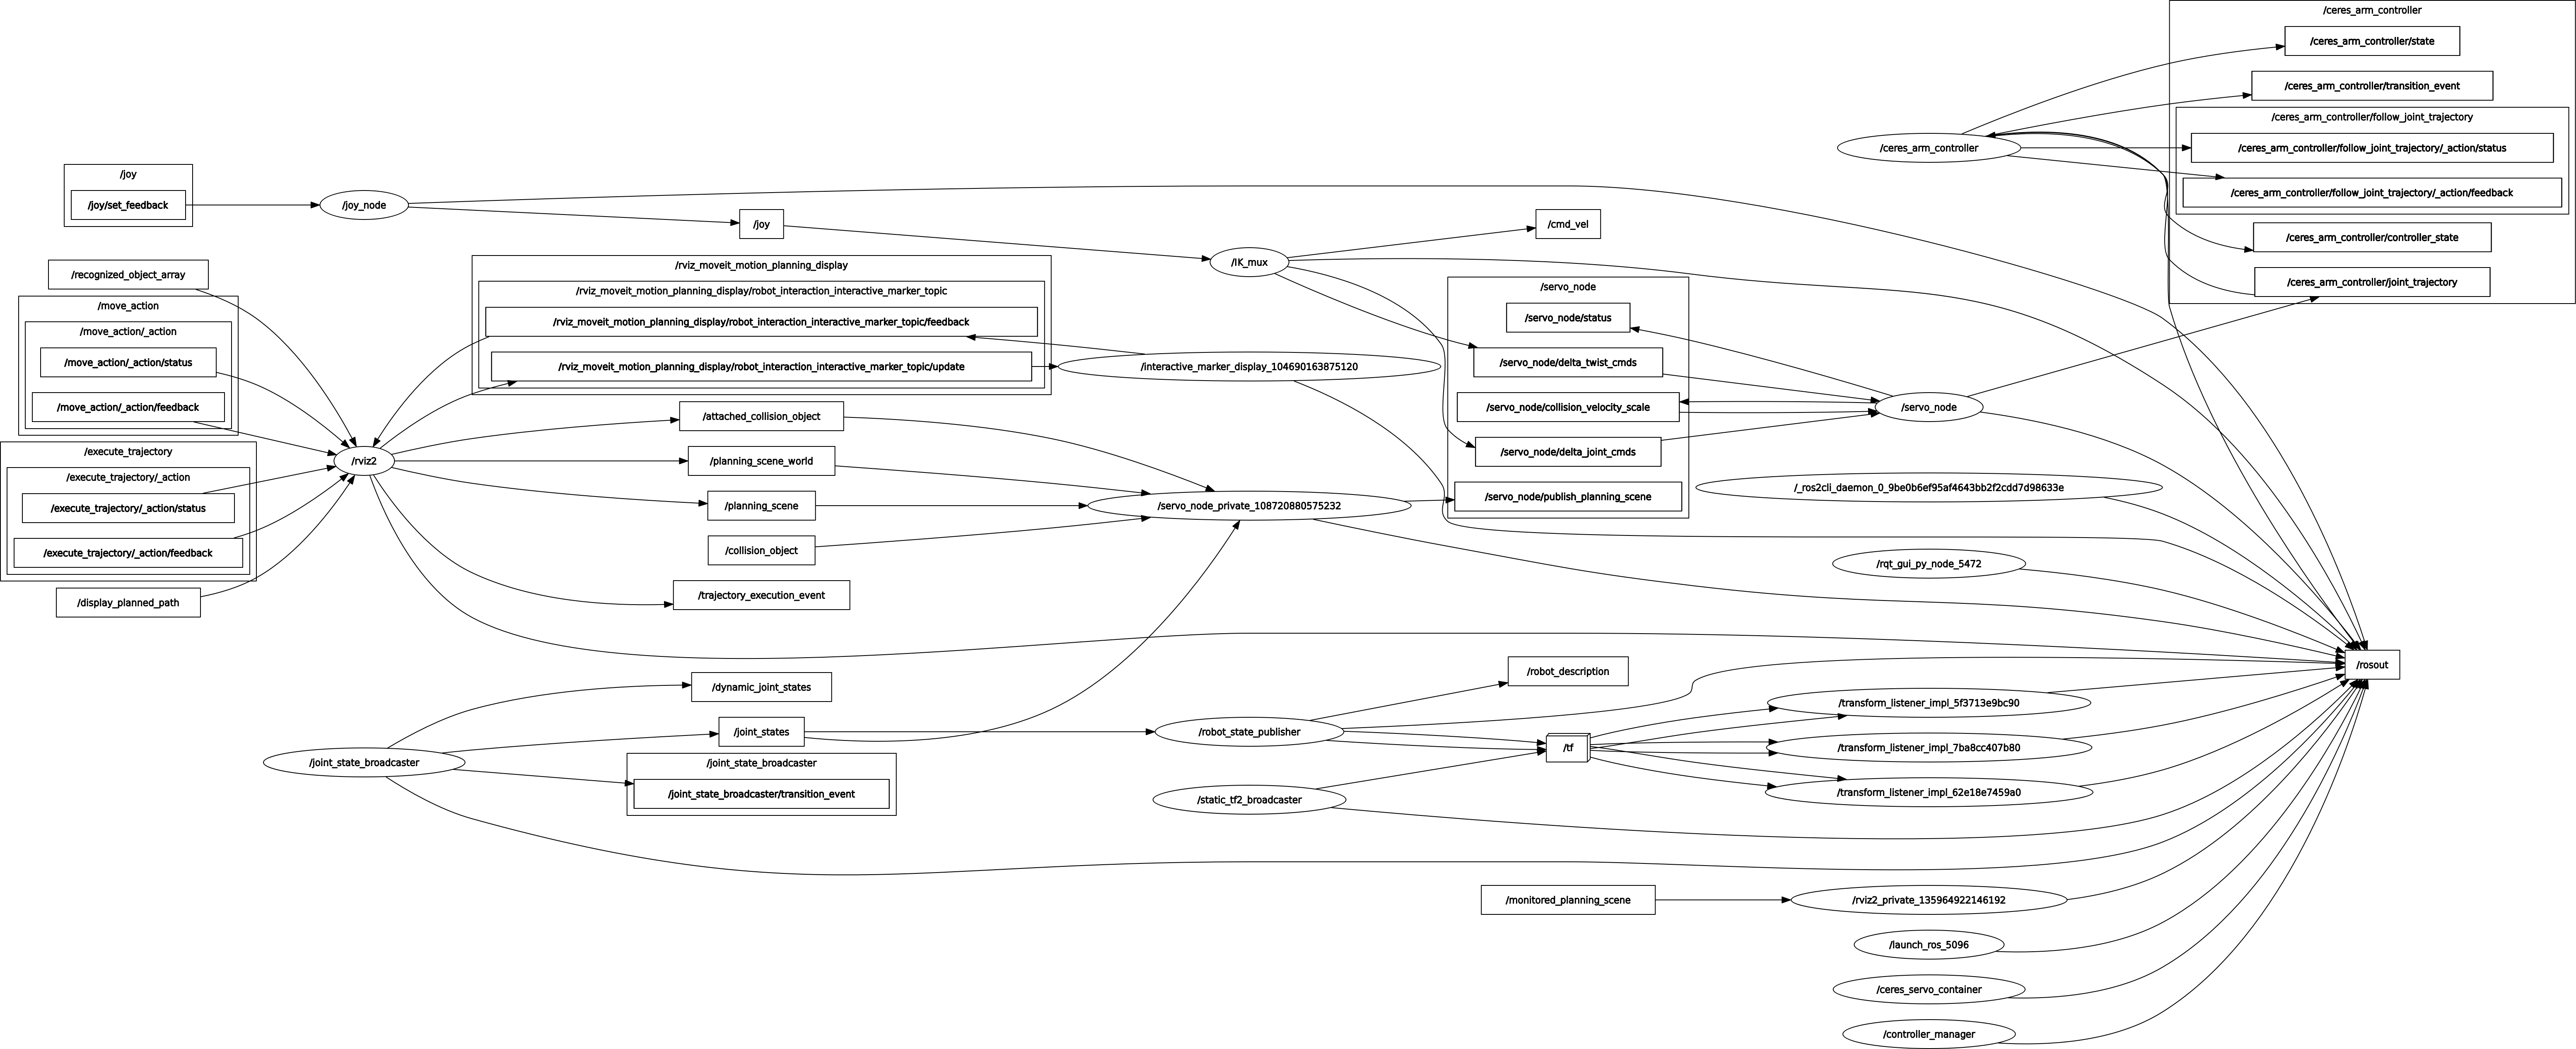 /ceres_arm_controller
/ceres_arm_controller/state
/ceres_arm_controller/transition_event
/ceres_arm_controller/follow_joint_trajectory
/ceres_arm_controller
/ceres_arm_controller/follow_joint_trajectory/_action/status
/joy
/ceres_arm_controller/follow_joint_trajectory/_action/feedback
/joy/set_feedback
/joy_node
/joy
/cmd_vel
/ceres_arm_controller/controller_state
/recognized_object_array
/rviz_moveit_motion_planning_display
/IK_mux
/ceres_arm_controller/joint_trajectory
/move_action
/rviz_moveit_motion_planning_display/robot_interaction_interactive_marker_topic
/servo_node
/move_action/_action
/rviz_moveit_motion_planning_display/robot_interaction_interactive_marker_topic/feedback
/servo_node/status
/move_action/_action/status
/rviz_moveit_motion_planning_display/robot_interaction_interactive_marker_topic/update
/interactive_marker_display_104690163875120
/servo_node/delta_twist_cmds
/move_action/_action/feedback
/attached_collision_object
/servo_node/collision_velocity_scale
/servo_node
/execute_trajectory
/rviz2
/planning_scene_world
/servo_node/delta_joint_cmds
/execute_trajectory/_action
/_ros2cli_daemon_0_9be0b6ef95af4643bb2f2cdd7d98633e
/execute_trajectory/_action/status
/planning_scene
/servo_node_private_108720880575232
/servo_node/publish_planning_scene
/execute_trajectory/_action/feedback
/collision_object
/rqt_gui_py_node_5472
/display_planned_path
/trajectory_execution_event
/rosout
/dynamic_joint_states
/robot_description
/transform_listener_impl_5f3713e9bc90
/joint_states
/robot_state_publisher
/tf
/transform_listener_impl_7ba8cc407b80
/joint_state_broadcaster
/joint_state_broadcaster
/joint_state_broadcaster/transition_event
/static_tf2_broadcaster
/transform_listener_impl_62e18e7459a0
/monitored_planning_scene
/rviz2_private_135964922146192
/launch_ros_5096
/ceres_servo_container
/controller_manager